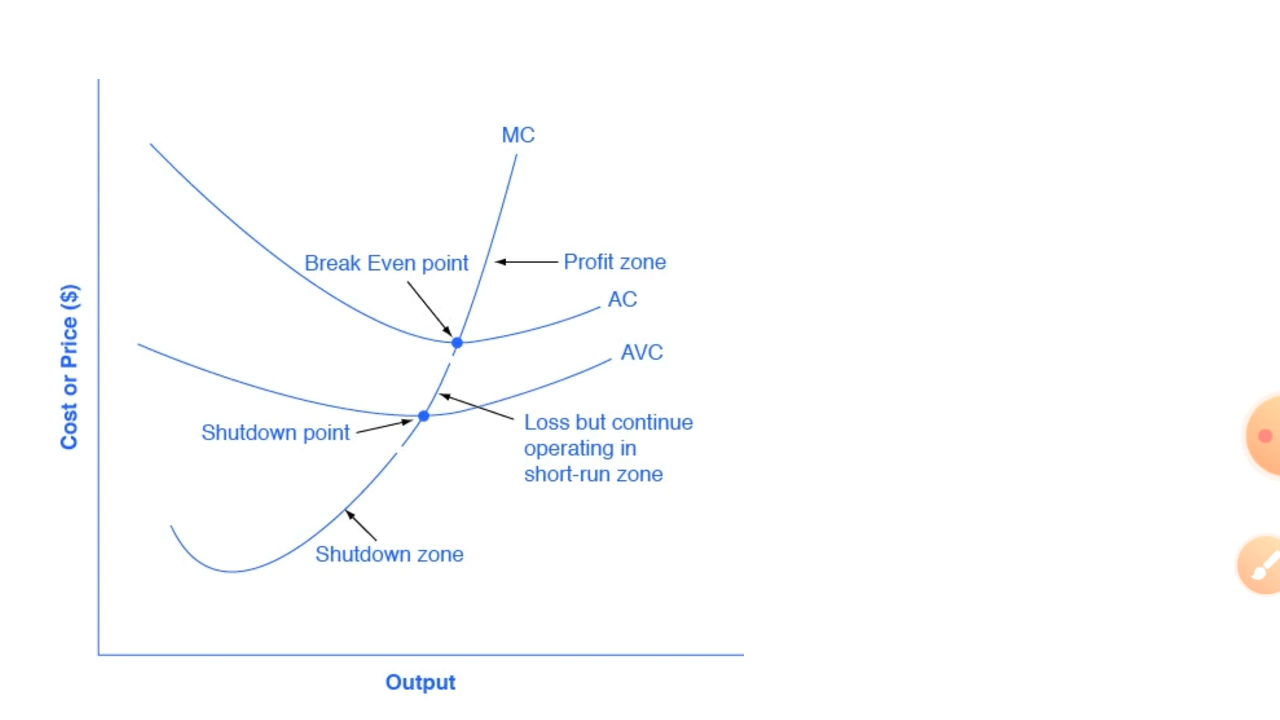 MC
Break Even point
Profit zone
AC
AVC
Cost or Price ($)
Shutdown point
Loss but continue
operating in
short-run zone
Shutdown zone
Output